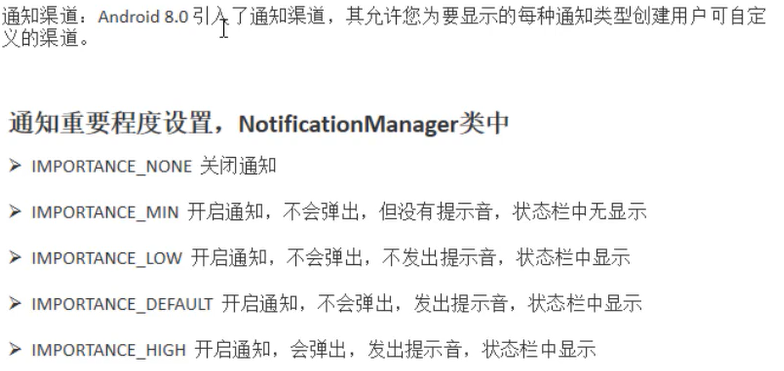 通知渠道：Android 8.0 引入了通知渠道，其允许您为要显示的每种通知类型创建用户可自定
义的渠道。
通知重要程度设置，NotificationManager类中
➢ IMPORTANCE_NONE 关闭通知
➢ IMPORTANCE_MIN 开启通知，不会弹出，但没有提示音，状态栏中无显示
➢ IMPORTANCE_LOW 开启通知，不会弹出，不发出提示音，状态栏中显示
➢ IMPORTANCE_DEFAULT 开启通知，不会弹出，发出提示音，状态栏中显示
➢ IMPORTANCE_HIGH 开启通知，会弹出，发出提示音，状态栏中显示